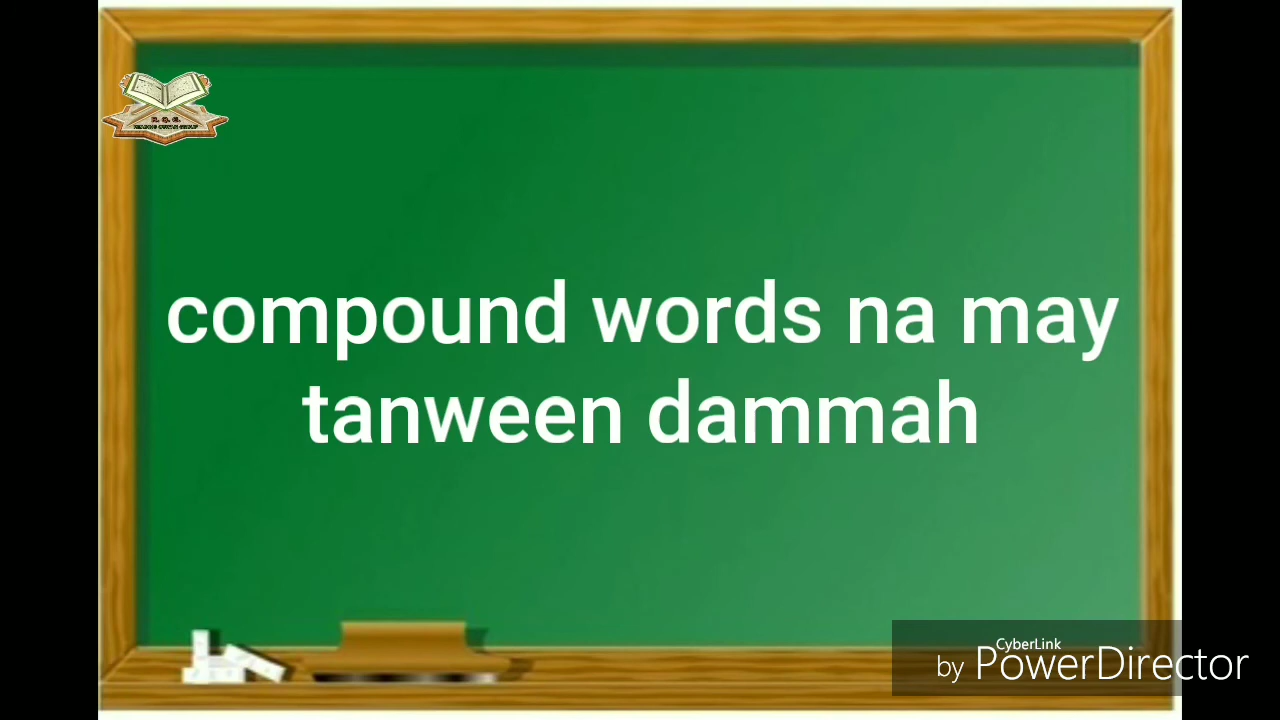 R. Q. G.
compound words na may
tanween dammah
CyberLink
by PowerDirector